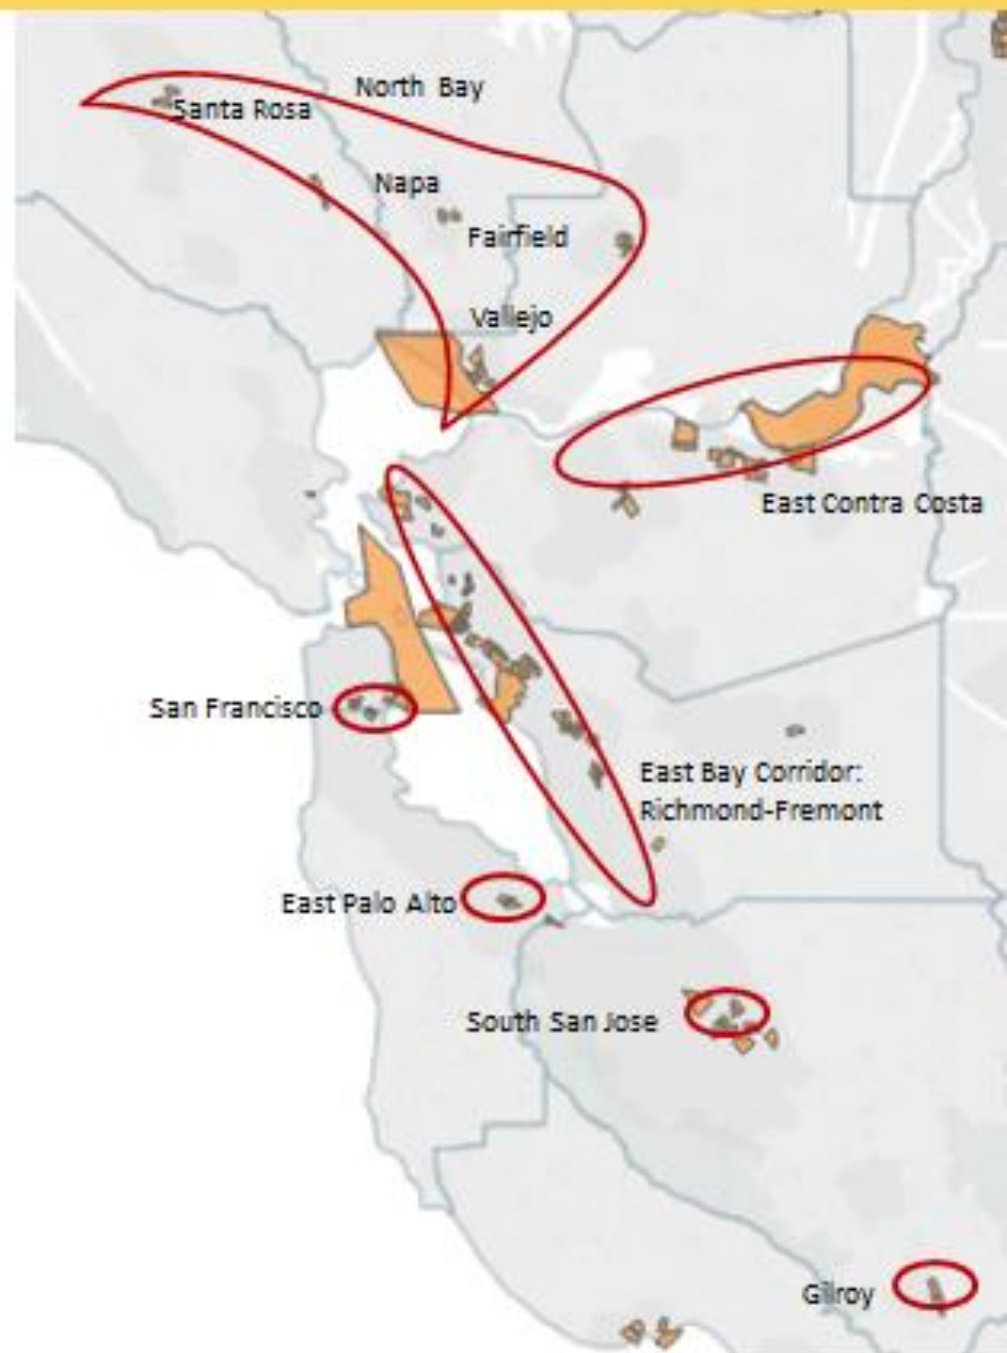 North Bay
Santa Rosa
Napa
Fairfield
Vallejo
East Contra Costa
San Francisco
East Bay Corridor:
Richmond-Fremont
East Palo Alto
South San Jose
Gilroy